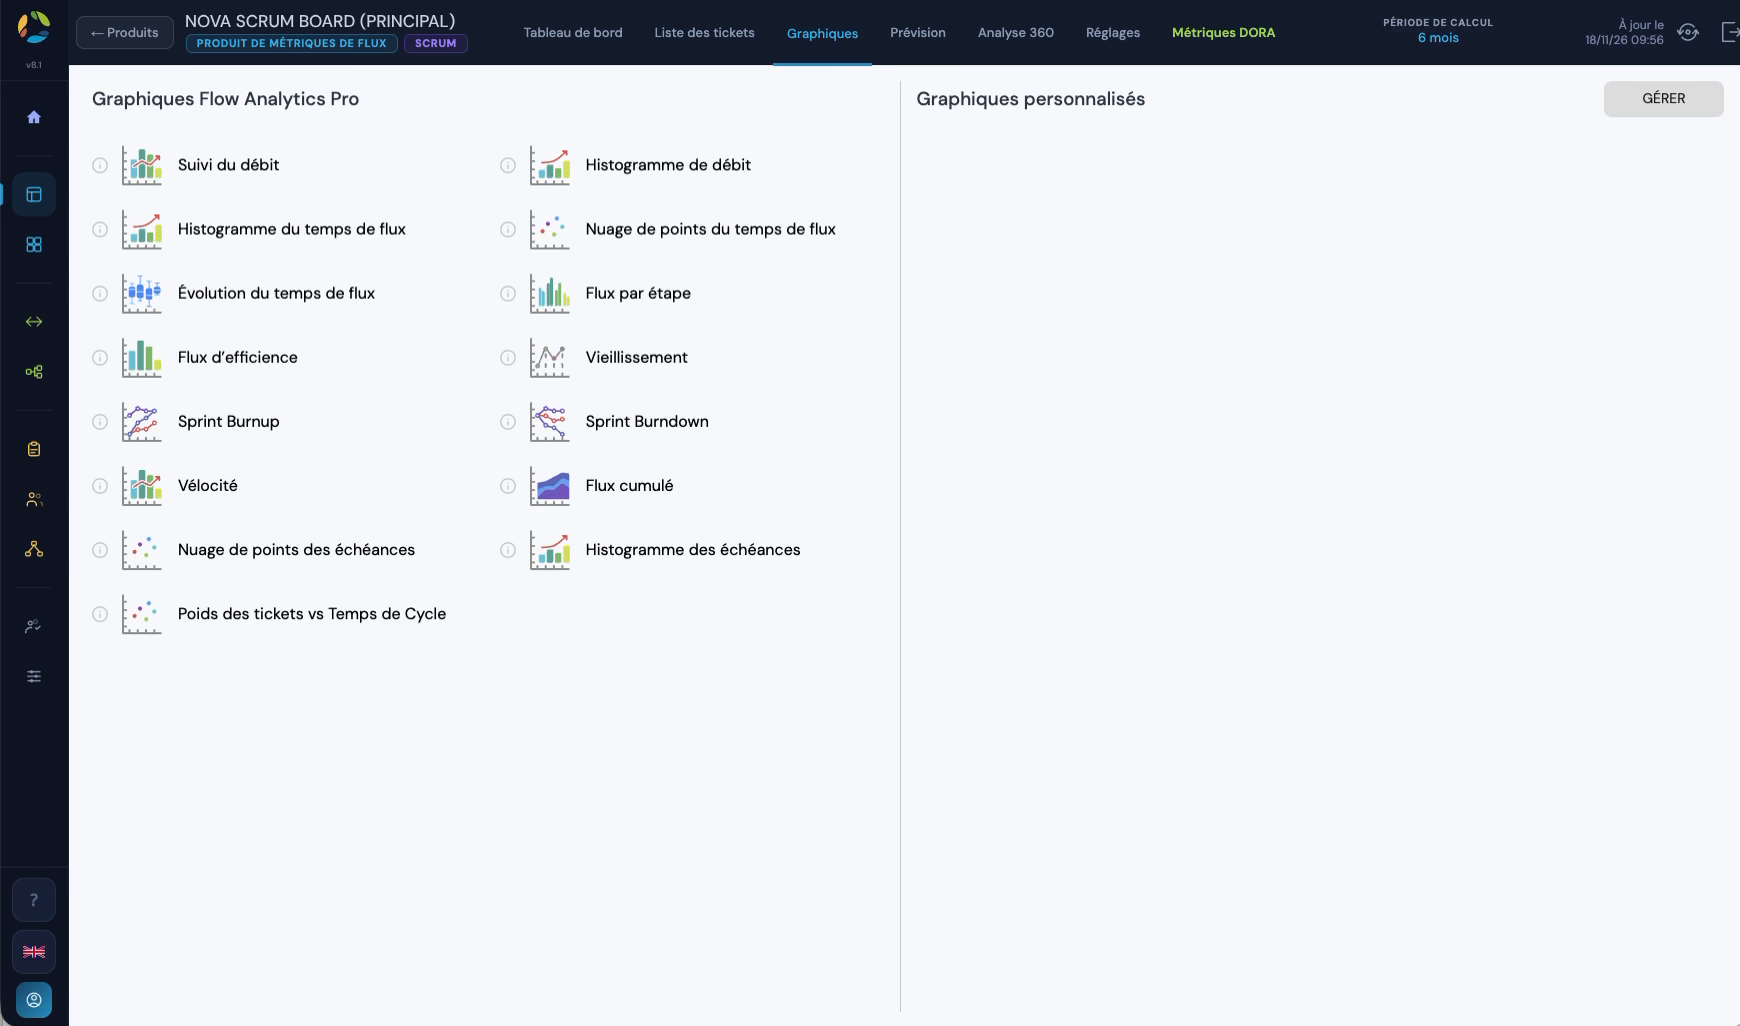 v8.1
← Produits
NOVA SCRUM BOARD (PRINCIPAL)
PRODUIT DE MÉTRIQUES DE FLUX
SCRUM
Tableau de bord
Liste des tickets
Graphiques
Prévision
Analyse 360
Réglages
Métriques DORA
PÉRIODE DE CALCUL
6 mois
À jour le
18/11/26 09:56
Graphiques Flow Analytics Pro
Suivi du débit
Histogramme de débit
Histogramme du temps de flux
Nuage de points du temps de flux
Évolution du temps de flux
Flux par étape
Flux d’efficience
Vieillissement
Sprint Burnup
Sprint Burndown
Vélocité
Flux cumulé
Nuage de points des échéances
Histogramme des échéances
Poids des tickets vs Temps de Cycle
Graphiques personnalisés
GÉRER
?